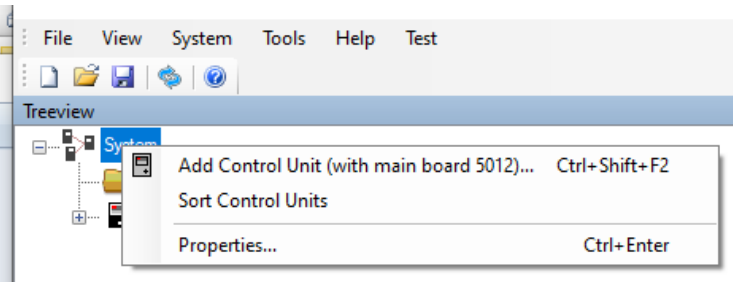 File View System Tools Help Test
Treeview
System
Add Control Unit (with main board 5012)... Ctrl+Shift+F2
Sort Control Units
Properties... Ctrl+Enter